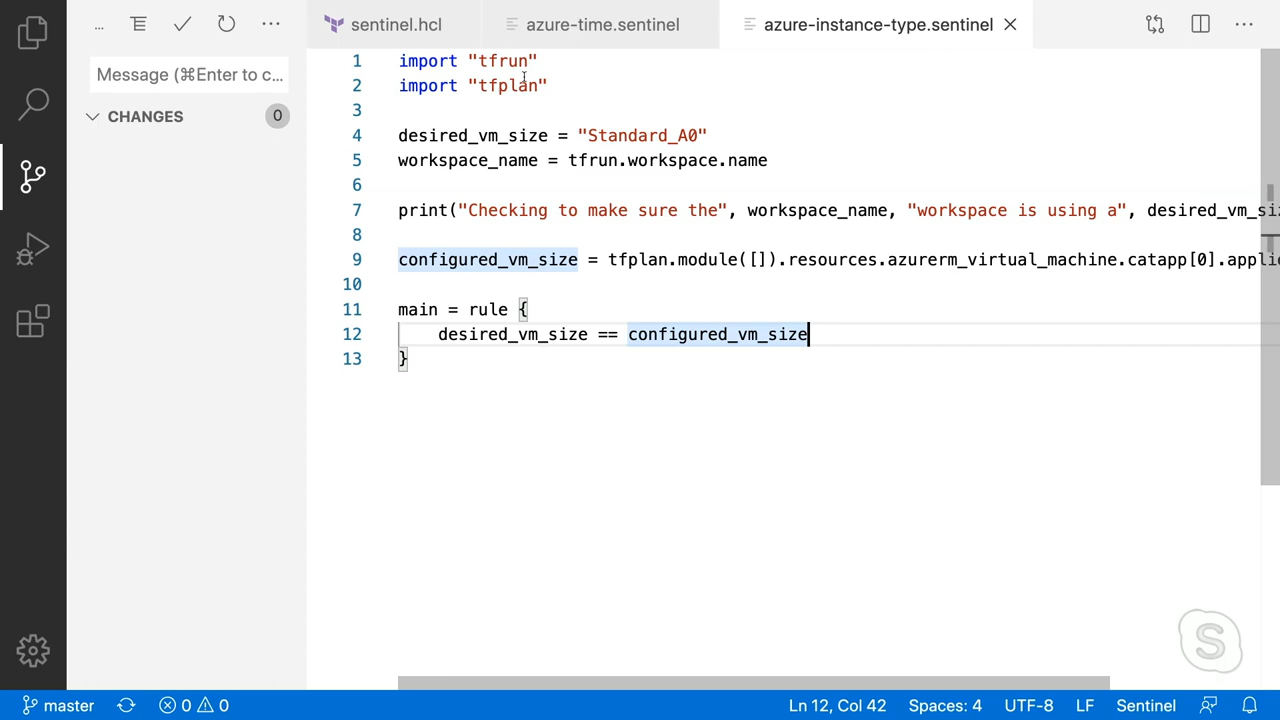 ...
sentinel.hcl
azure-time.sentinel
azure-instance-type.sentinel
Message (⌘Enter to c...
CHANGES
0
1 import "tfrun"
2 import "tfplan"
3
4 desired_vm_size = "Standard_A0"
5 workspace_name = tfrun.workspace.name
6
7 print("Checking to make sure the", workspace_name, "workspace is using a", desired_vm_siz
8
9 configured_vm_size = tfplan.module([]).resources.azurerm_virtual_machine.catapp[0].applie
10
11 main = rule {
12 desired_vm_size == configured_vm_size
13 }
S
master
0
0
Ln 12, Col 42
Spaces: 4
UTF-8
LF
Sentinel